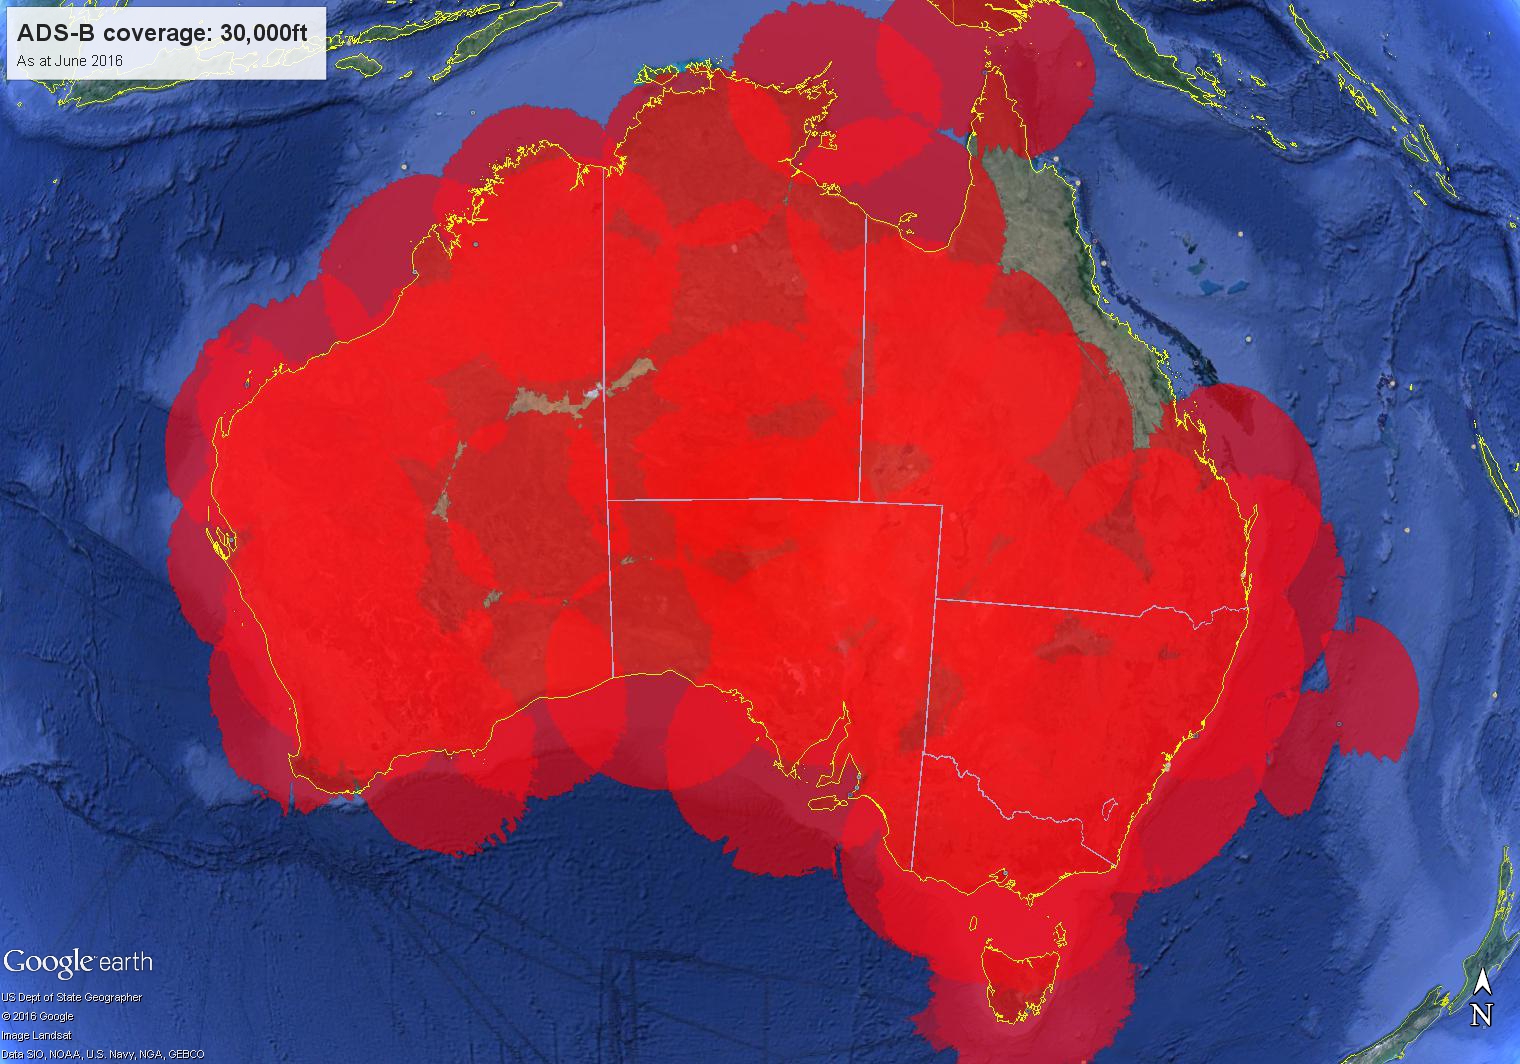 ADS-B coverage: 30,000ft
As at June 2016
Google earth
US Dept of State Geographer
© 2016 Google
Image Landsat
Data SIO, NOAA, U.S. Navy, NGA, GEBCO
N